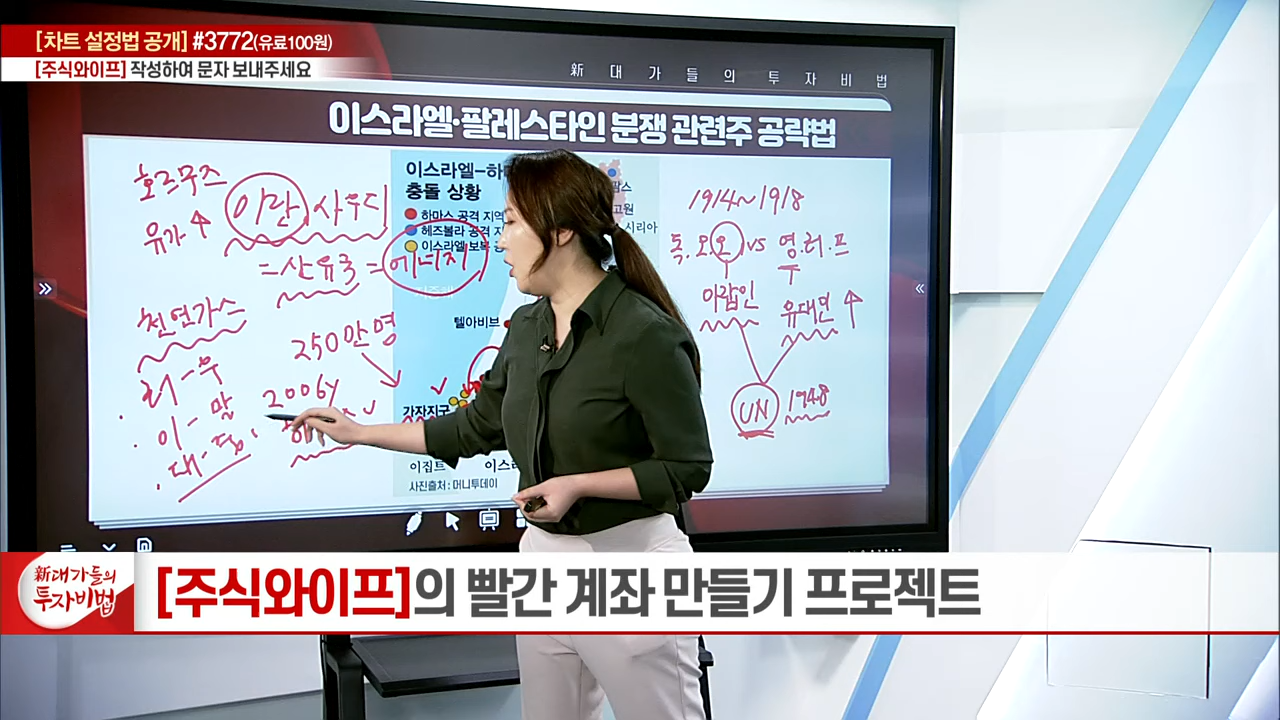 [차트 설정법 공개] #3772(유료100원)
[주식와이프] 작성하여 문자 보내주세요
新 대가들의 투자비법
이스라엘·팔레스타인 분쟁 관련주 공략법
호르무즈
유가↑
이란, 사우디
=산유국 = 에너지
천연가스
러-우
이-팔
대-중.
250만명
2006y
이스라엘-하
충돌 상황
하마스 공격 지역
헤즈볼라 공격 지
이스라엘 보복 공
텔아비브
가자지구
이집트
이스라
사진출처 : 머니투데이
고원
시리아
1914~1918
독.오.오 vs 영.러.프
아랍인
유대인↑
UN 1948
新대가들의
투자비법
[주식와이프]의 빨간 계좌 만들기 프로젝트